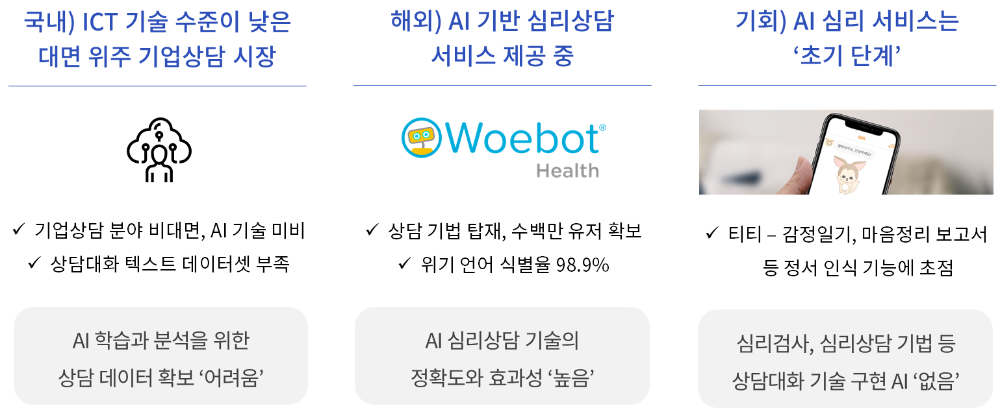 국내) ICT 기술 수준이 낮은
대면 위주 기업상담 시장
✓ 기업상담 분야 비대면, AI 기술 미비
✓ 상담대화 텍스트 데이터셋 부족
AI 학습과 분석을 위한
상담 데이터 확보 ‘어려움’
해외) AI 기반 심리상담
서비스 제공 중
Woebot®
Health
✓ 상담 기법 탑재, 수백만 유저 확보
✓ 위기 언어 식별율 98.9%
AI 심리상담 기술의
정확도와 효과성 ‘높음’
기회) AI 심리 서비스는
‘초기 단계’
티티
✓ 티티 – 감정일기, 마음정리 보고서
등 정서 인식 기능에 초점
심리검사, 심리상담 기법 등
상담대화 기술 구현 AI ‘없음’